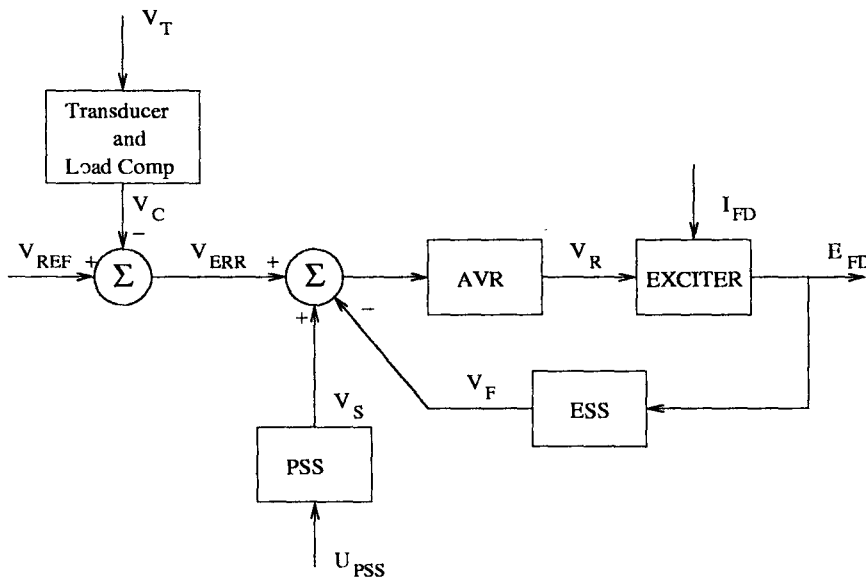 V_T
Transducer
and
Load Comp
V_C
−
V_REF
+
Σ
V_ERR
+
Σ
+
−
AVR
V_R
I_FD
EXCITER
E_FD
V_F
ESS
V_S
PSS
U_PSS